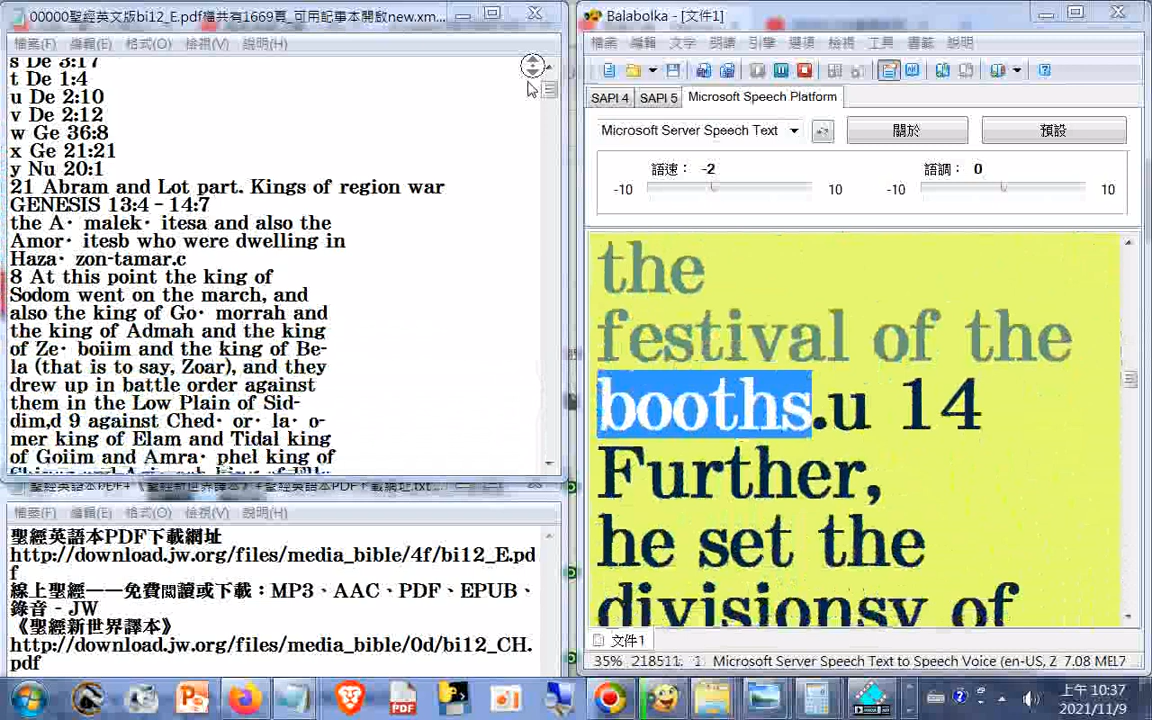 00000聖經英文版bi12_E.pdf檔共有1669頁_可用記事本開啟new.xm...
檔案(F) 編輯(E) 格式(O) 檢視(V) 說明(H)
s De 3:17
t De 1:4
u De 2:10
v De 2:12
w Ge 36:8
x Ge 21:21
y Nu 20:1
21 Abram and Lot part. Kings of region war
GENESIS 13:4–14:7
the A· malek· itesa and also the
Amor· itesb who were dwelling in
Haza· zon-tamar.c
8 At this point the king of
Sodom went on the march, and
also the king of Go· morrah and
the king of Admah and the king
of Ze· boiim and the king of Be-
la (that is to say, Zoar), and they
drew up in battle order against
them in the Low Plain of Sid-
dim,d 9 against Ched· or· la· o-
mer king of Elam and Tidal king
of Goiim and Amra· phel king of
檔案(F) 編輯(E) 格式(O) 檢視(V) 說明(H)
聖經英語本PDF下載網址
http://download.jw.org/files/media_bible/4f/bi12_E.pd
f
線上聖經——免費閱讀或下載：MP3、AAC、PDF、EPUB、
錄音 - JW
《聖經新世界譯本》
http://download.jw.org/files/media_bible/0d/bi12_CH.
pdf
Balabolka - [文件1]
檔案 編輯 文字 朗讀 引擎 選項 檢視 工具 書籤 說明
SAPI 4 SAPI 5 Microsoft Speech Platform
Microsoft Server Speech Text 關於 預設
語速： -2 語調： 0
-10 10 -10 10
the
festival of the
booths.u 14
Further,
he set the
divisionsv of
文件1
35% 218511: 1 Microsoft Server Speech Text to Speech Voice (en-US, Z 7.08 MEL7
上午 10:37
2021/11/9